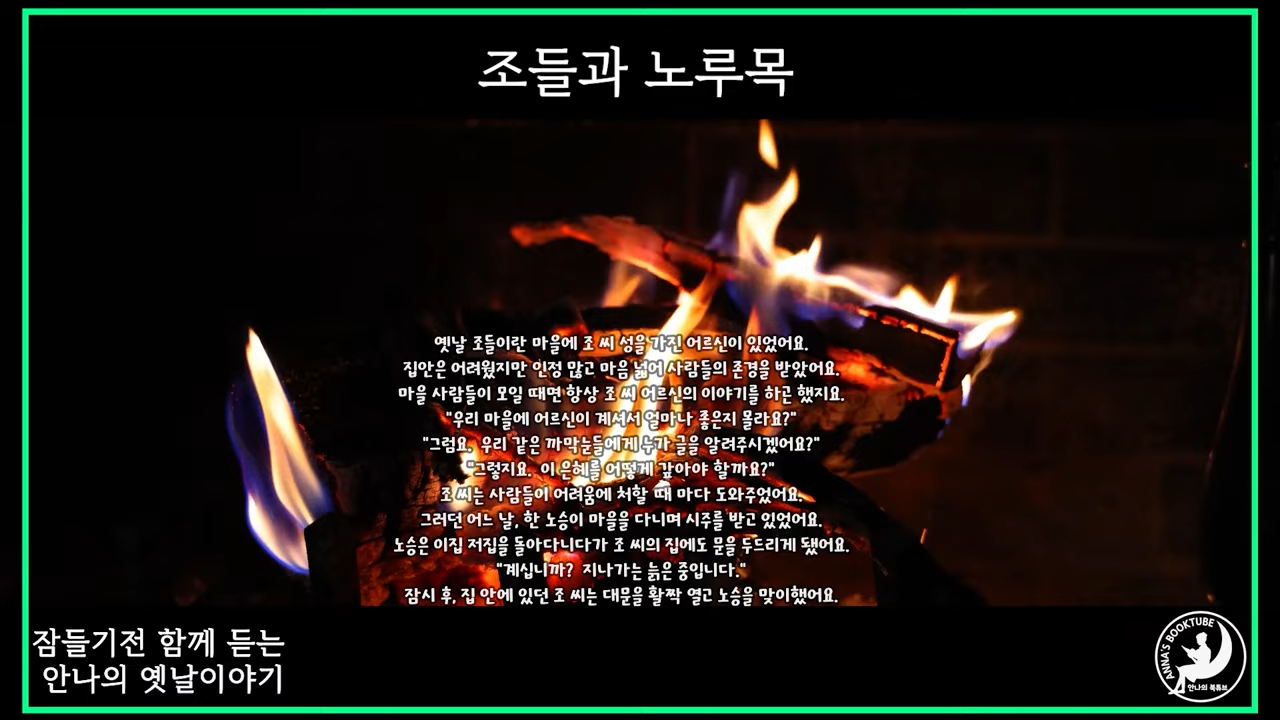 조들과 노루목
옛날 조들이란 마을에 조 씨 성을 가진 어르신이 있었어요.
집안은 어려웠지만 인정 많고 마음 넓어 사람들의 존경을 받았어요.
마을 사람들이 모일 때면 항상 조 씨 어르신의 이야기를 하곤 했지요.
"우리 마을에 어르신이 계셔서 얼마나 좋은지 몰라요?"
"그럼요.  우리 같은 까막눈들에게 누가 글을 알려주시겠어요?"
"그렇지요.  이 은혜를 어떻게 갚아야 할까요?"
조 씨는 사람들이 어려움에 처할 때 마다 도와주었어요.
그러던 어느 날, 한 노승이 마을을 다니며 시주를 받고 있었어요.
노승은 이집 저집을 돌아다니다가 조 씨의 집에도 문을 두드리게 됐어요.
"계십니까?  지나가는 늙은 중입니다."
잠시 후, 집 안에 있던 조 씨는 대문을 활짝 열고 노승을 맞이했어요.
잠들기전 함께 듣는
안나의 옛날이야기
ANNA'S BOOKTUBE
안나의 북튜브